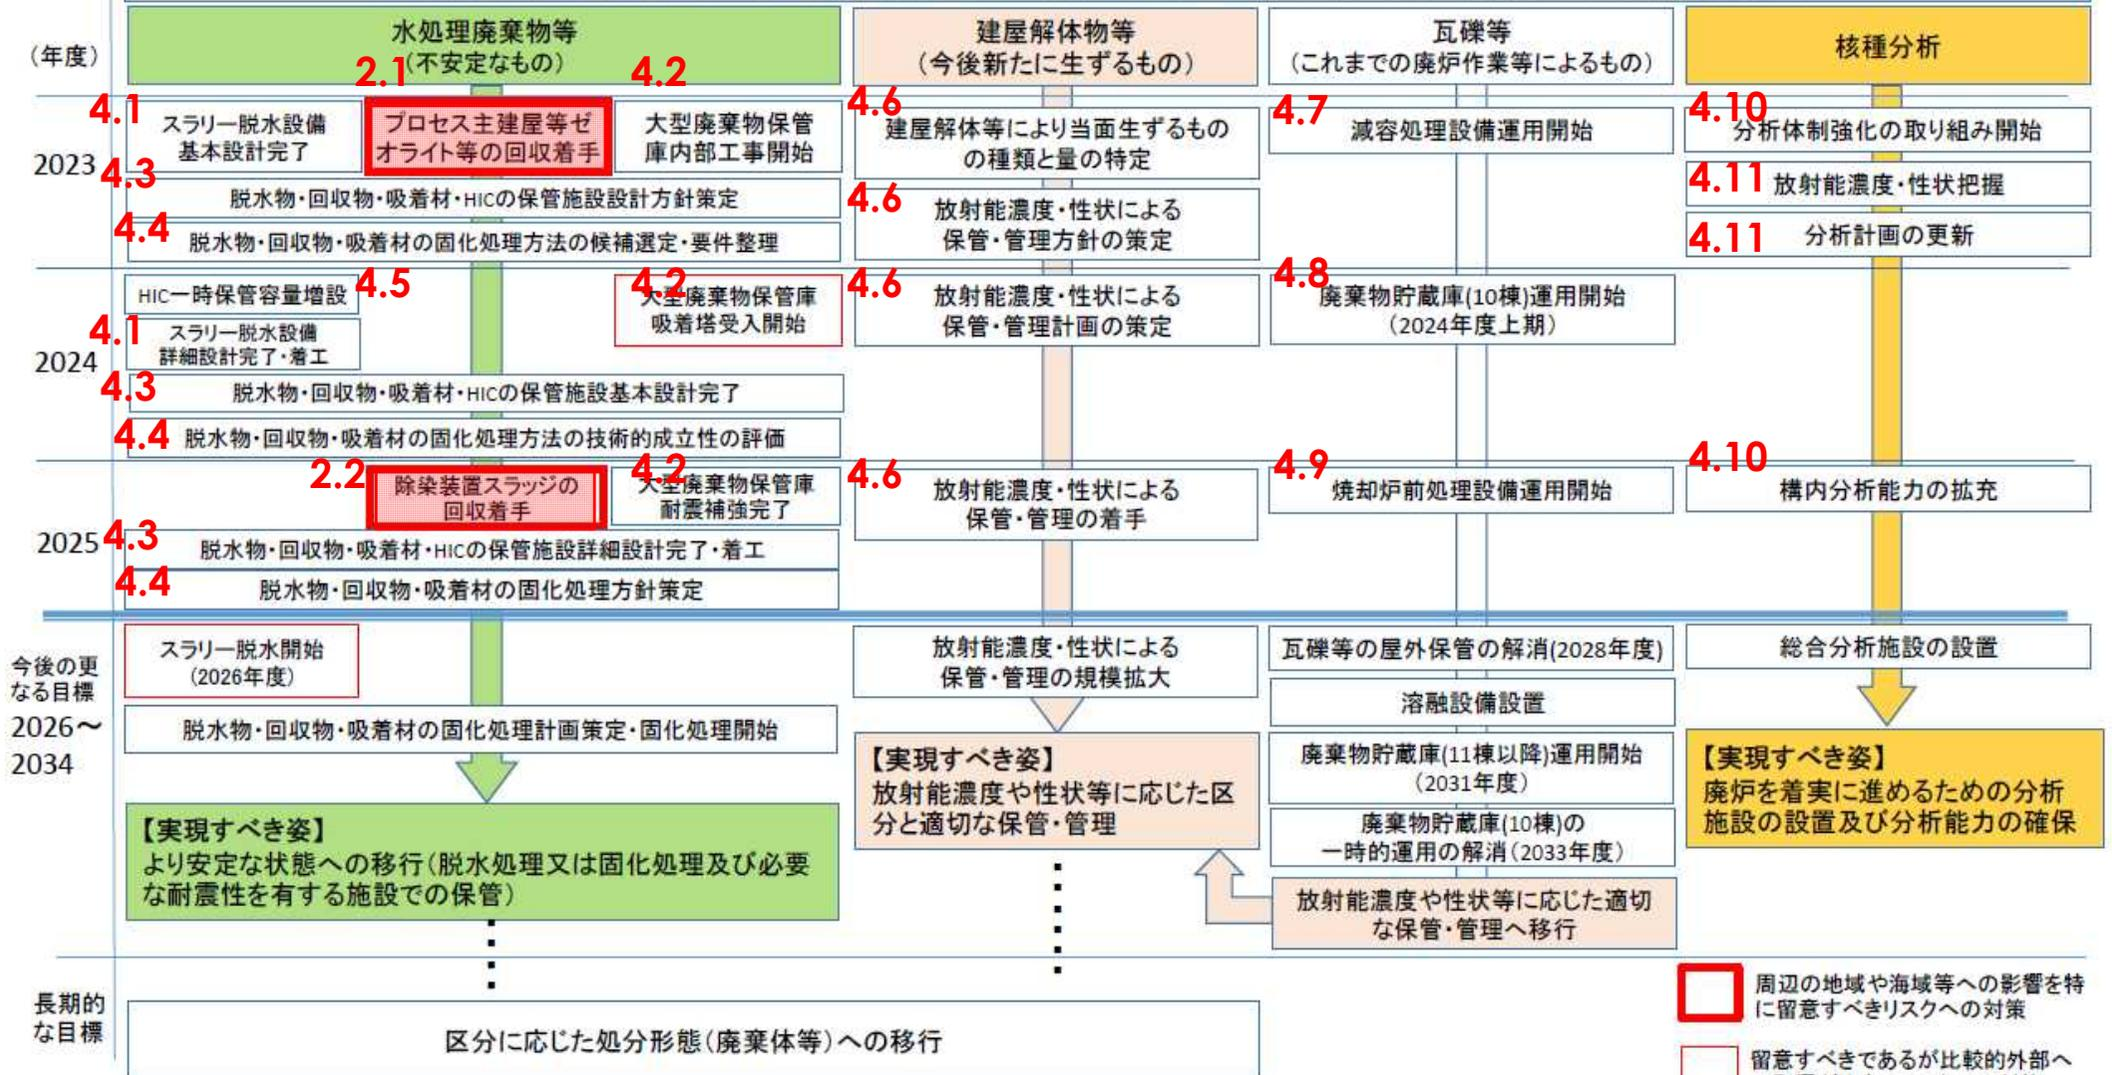 (年度)
水処理廃棄物等
(不安定なもの)
建屋解体物等
(今後新たに生ずるもの)
瓦礫等
(これまでの廃炉作業等によるもの)
核種分析
2023
4.1
スラリー脱水設備
基本設計完了
2.1
プロセス主建屋等ゼ
オライト等の回収着手
4.2
大型廃棄物保管
庫内部工事開始
4.3
脱水物・回収物・吸着材・HICの保管施設設計方針策定
4.4
脱水物・回収物・吸着材の固化処理方法の候補選定・要件整理
4.6
建屋解体等により当面生ずるもの
の種類と量の特定
4.6
放射能濃度・性状による
保管・管理方針の策定
4.7
減容処理設備運用開始
4.10
分析体制強化の取り組み開始
4.11
放射能濃度・性状把握
4.11
分析計画の更新
2024
HIC一時保管容量増設
4.5
4.1
スラリー脱水設備
詳細設計完了・着工
4.2
大型廃棄物保管庫
吸着塔受入開始
4.3
脱水物・回収物・吸着材・HICの保管施設基本設計完了
4.4
脱水物・回収物・吸着材の固化処理方法の技術的成立性の評価
4.6
放射能濃度・性状による
保管・管理計画の策定
4.8
廃棄物貯蔵庫(10棟)運用開始
(2024年度上期)
2025
2.2
除染装置スラッジの
回収着手
4.2
大型廃棄物保管庫
耐震補強完了
4.3
脱水物・回収物・吸着材・HICの保管施設詳細設計完了・着工
4.4
脱水物・回収物・吸着材の固化処理方針策定
4.6
放射能濃度・性状による
保管・管理の着手
4.9
焼却炉前処理設備運用開始
4.10
構内分析能力の拡充
今後の更
なる目標
2026～
2034
スラリー脱水開始
(2026年度)
脱水物・回収物・吸着材の固化処理計画策定・固化処理開始
【実現すべき姿】
より安定な状態への移行(脱水処理又は固化処理及び必要
な耐震性を有する施設での保管)
放射能濃度・性状による
保管・管理の規模拡大
【実現すべき姿】
放射能濃度や性状等に応じた区
分と適切な保管・管理
瓦礫等の屋外保管の解消(2028年度)
溶融設備設置
廃棄物貯蔵庫(11棟以降)運用開始
(2031年度)
廃棄物貯蔵庫(10棟)の
一時的運用の解消(2033年度)
放射能濃度や性状等に応じた適切
な保管・管理へ移行
総合分析施設の設置
【実現すべき姿】
廃炉を着実に進めるための分析
施設の設置及び分析能力の確保
長期的
な目標
区分に応じた処分形態(廃棄体等)への移行
周辺の地域や海域等への影響を特
に留意すべきリスクへの対策
留意すべきであるが比較的外部へ